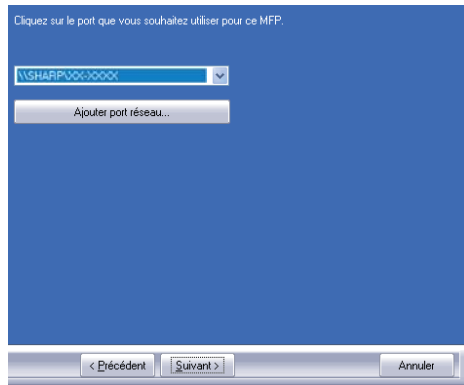 Cliquez sur le port que vous souhaitez utiliser pour ce MFP.
\\SHARP\XX-XXXX
Ajouter port réseau...
< Précédent
Suivant >
Annuler